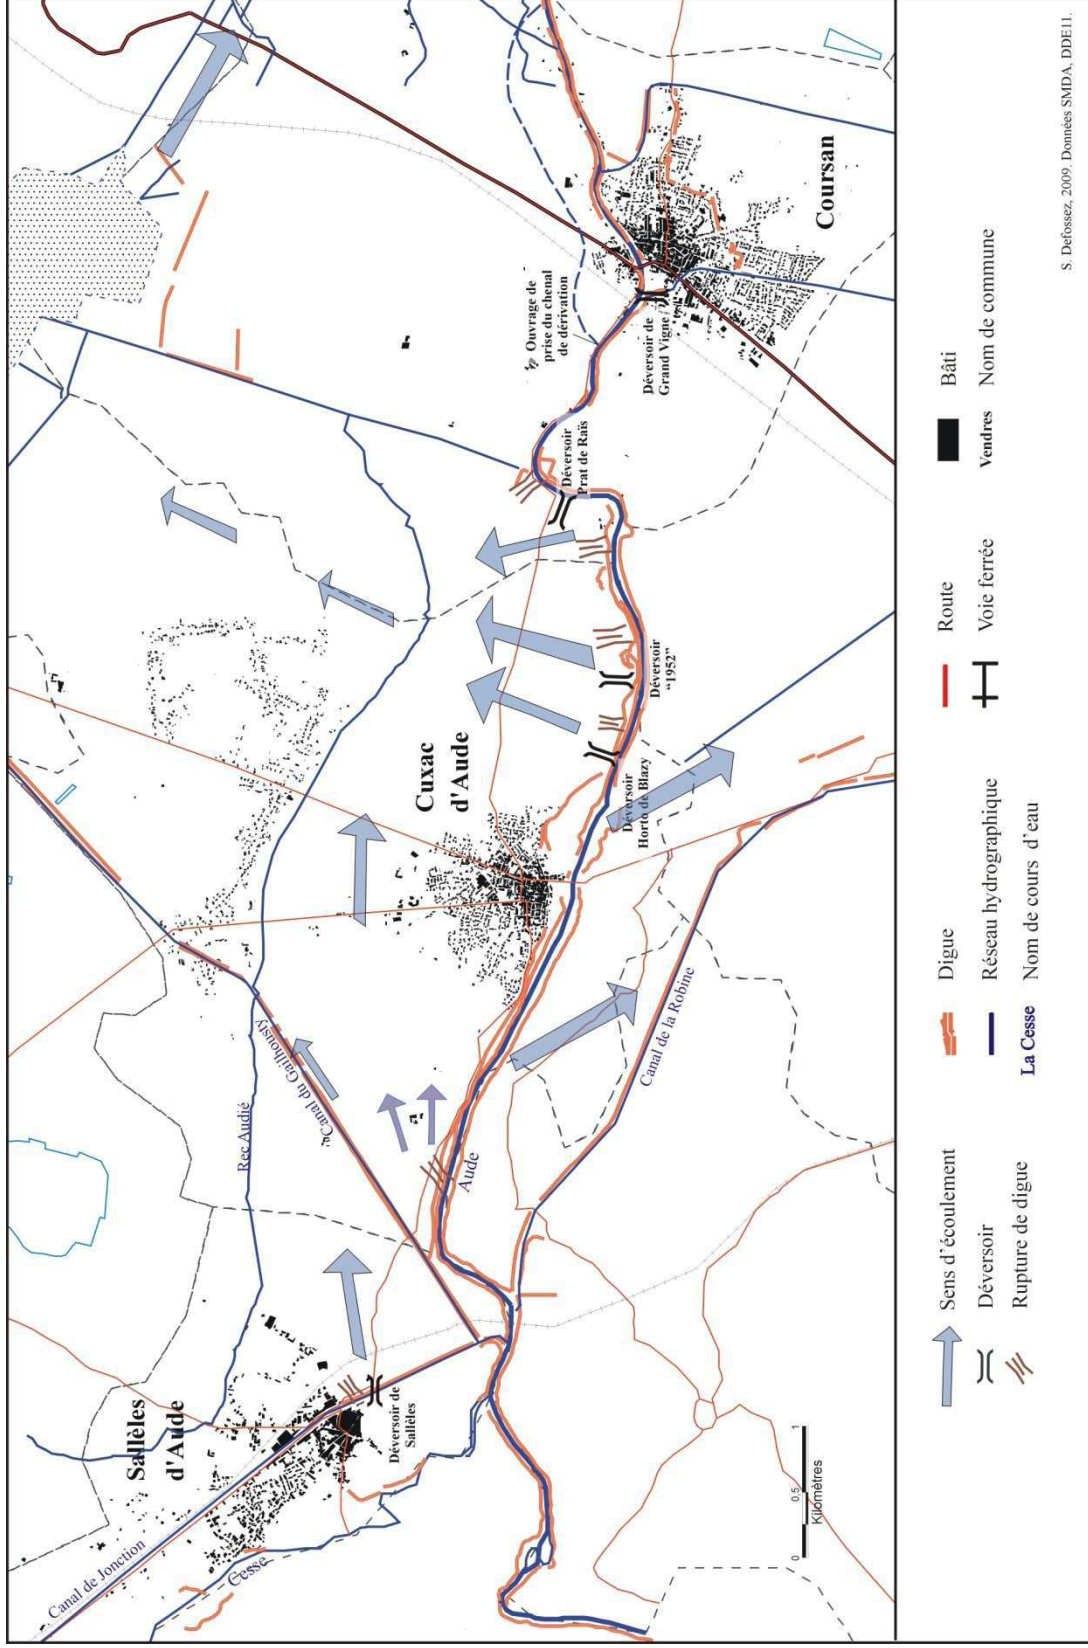 Sallèles
d'Aude
Canal de Jonction
Cesse
Déversoir de
Sallèles
Rec Audié
Canal du Gailhousty
Aude
Canal de la Robine
Cuxac
d'Aude
Déversoir
Horto de Blazy
Déversoir
“1952”
Déversoir
Prat de Raïs
Ouvrage de
prise du chenal
de dérivation
Déversoir de
Grand Vigne
Coursan
0 0.5 1
Kilomètres
Sens d’écoulement
Déversoir
Rupture de digue
Digue
Réseau hydrographique
La Cesse Nom de cours d’eau
Route
Voie ferrée
Bâti
Vendres Nom de commune
S. Defossez, 2009. Données SMDA, DDE11.